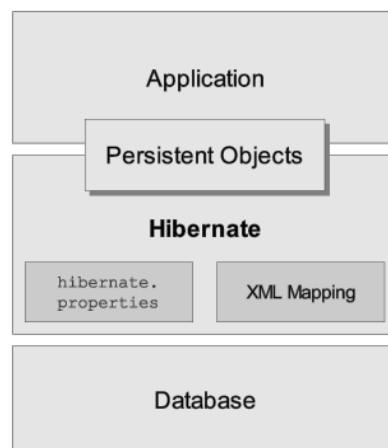 Application
Persistent Objects
Hibernate
hibernate.
properties
XML Mapping
Database